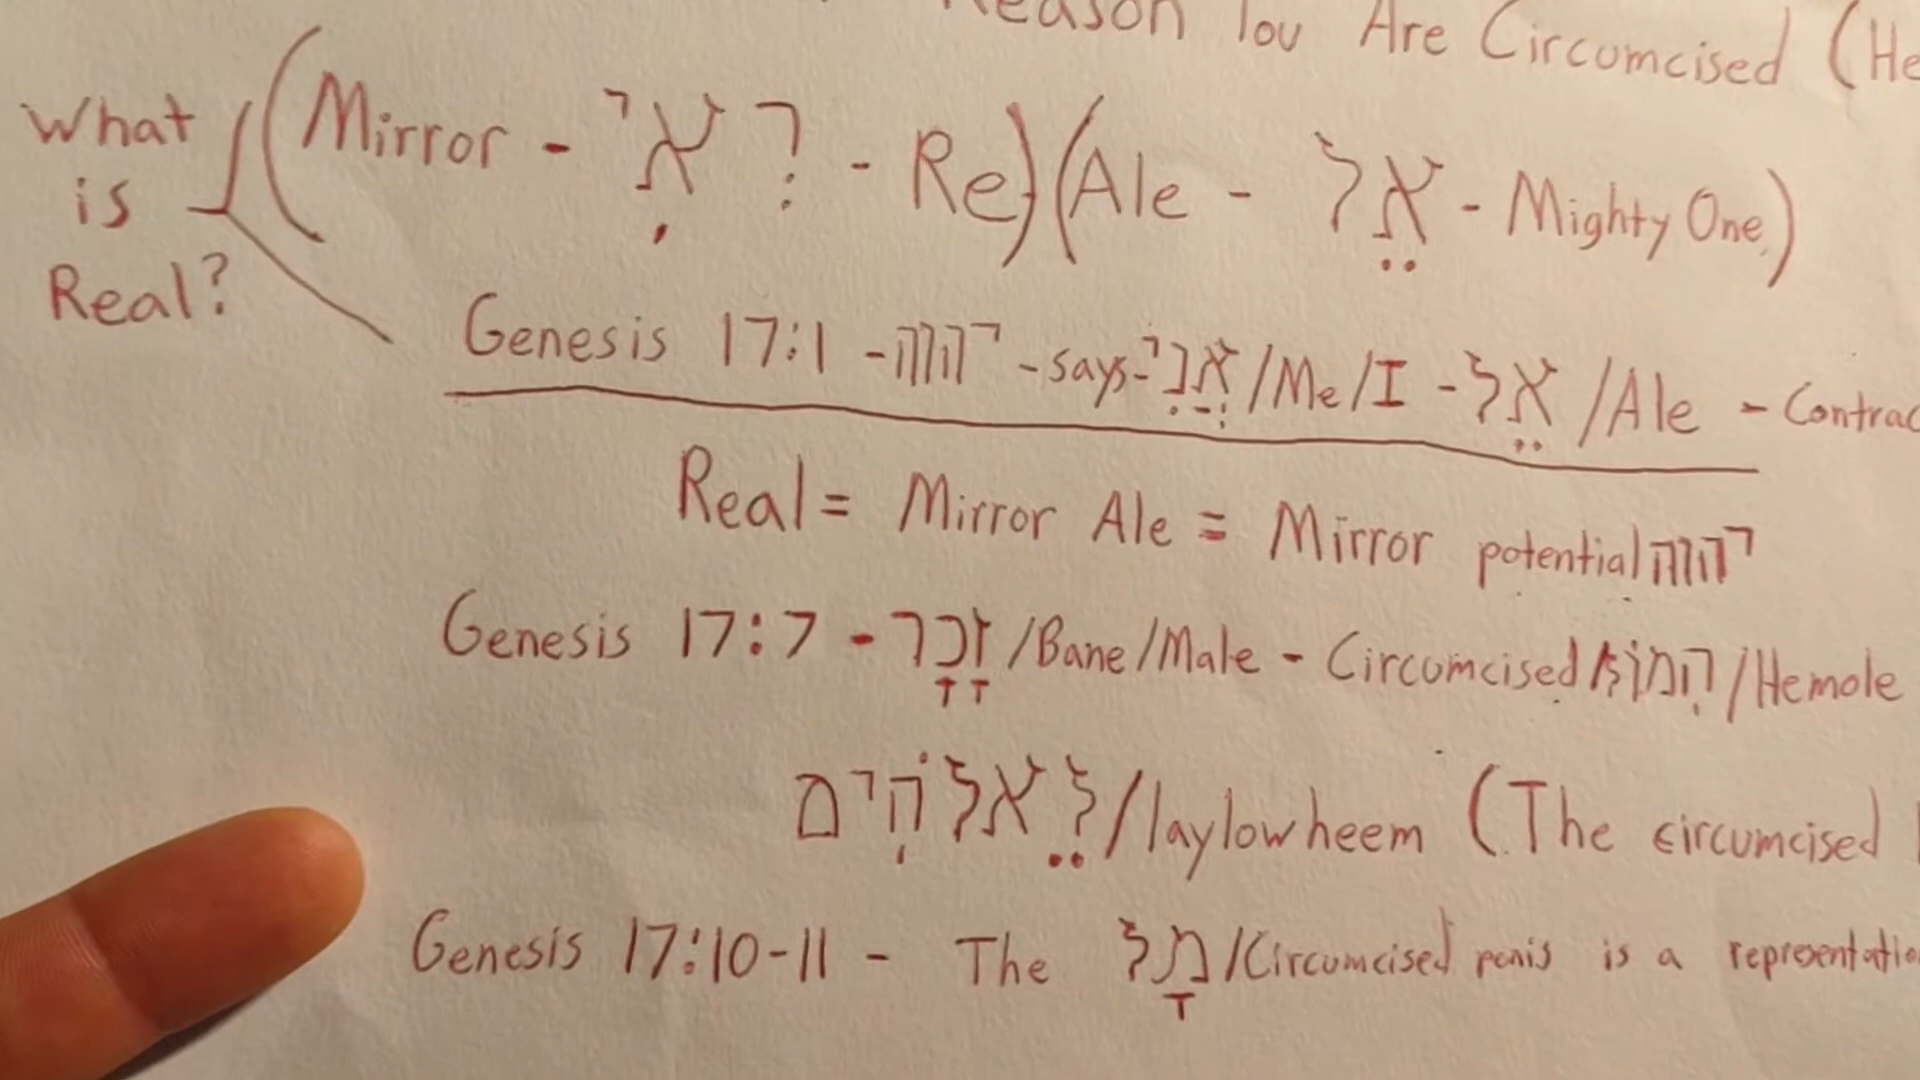 Reason You Are Circumcised (He
What is Real?
(Mirror - רְאִי - Re) (Ale - אֵל - Mighty One)
Genesis 17:1 - יהוה - says - אֲנִי /Me/I - אֵל /Ale - Contrac
Real = Mirror Ale = Mirror potential יהוה
Genesis 17:7 - זָכָר /Bane/Male - Circumcised /Hemole
לֵאלֹהִים /laylowheem (The circumcised
Genesis 17:10-11 - The מָל /Circumcised penis is a representatio